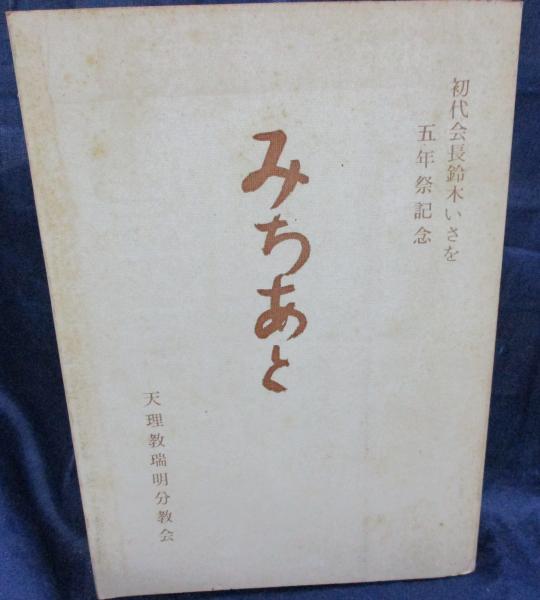 初代会長鈴木いさを
五年祭記念
みちあと
天理教瑞明分教会